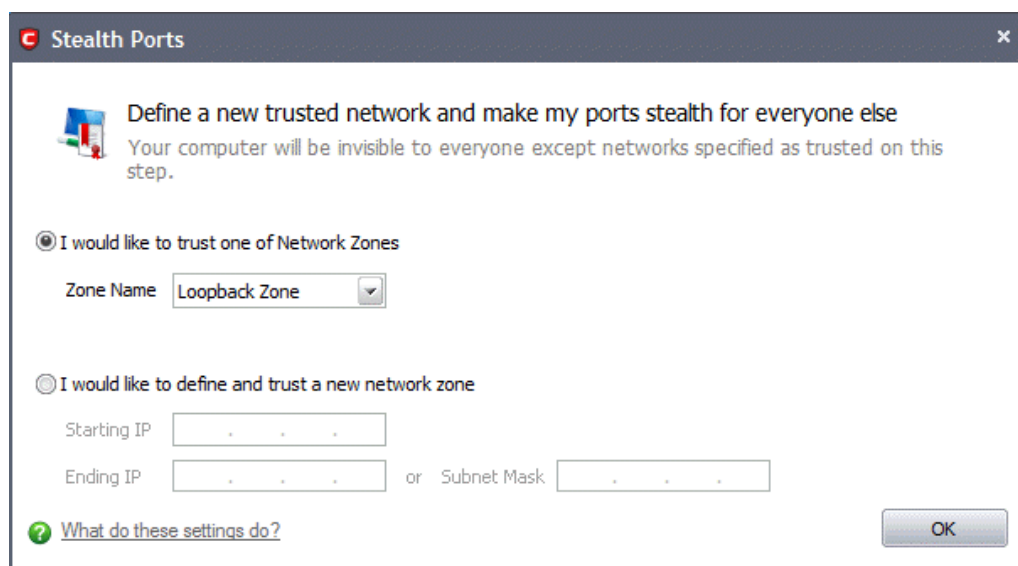 Stealth Ports
Define a new trusted network and make my ports stealth for everyone else
Your computer will be invisible to everyone except networks specified as trusted on this
step.
I would like to trust one of Network Zones
Zone Name Loopback Zone
I would like to define and trust a new network zone
Starting IP . . .
Ending IP . . . or Subnet Mask . . .
What do these settings do?
OK